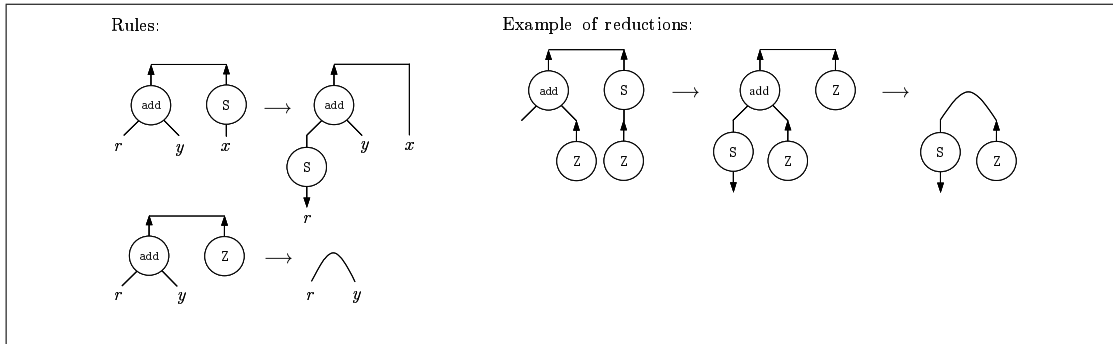 Rules:
Example of reductions:
add S → add
r y x y x
S
r
add Z →
r y r y
add S → add Z →
Z Z S Z S Z